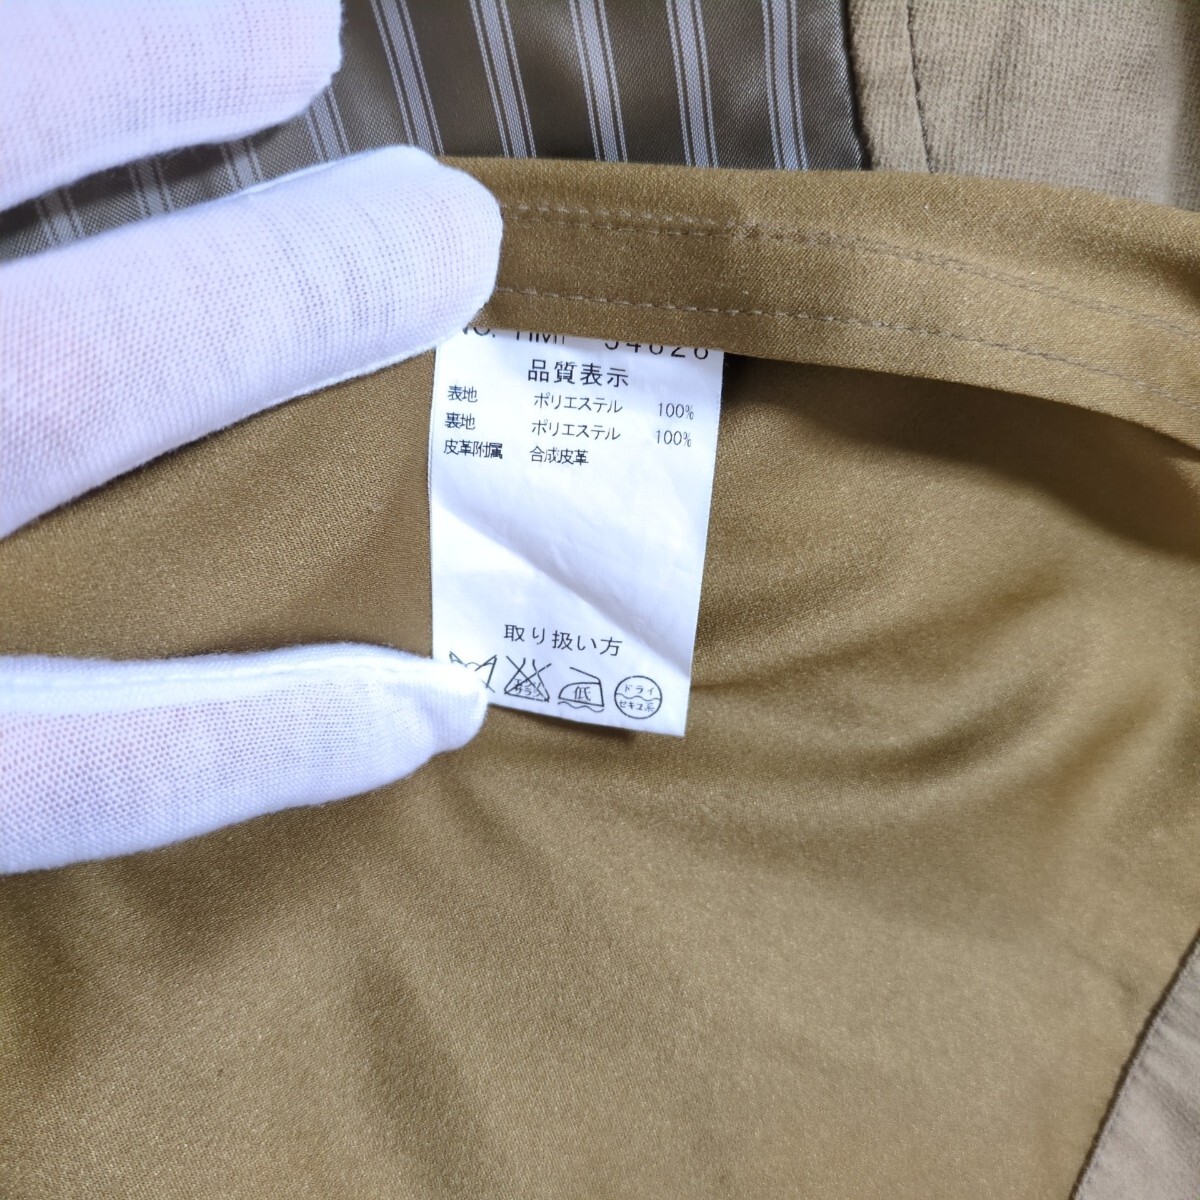 品質表示
表地 ポリエステル 100%
裏地 ポリエステル 100%
皮革附属 合成皮革
取り扱い方
低
ドライ
セキユ系